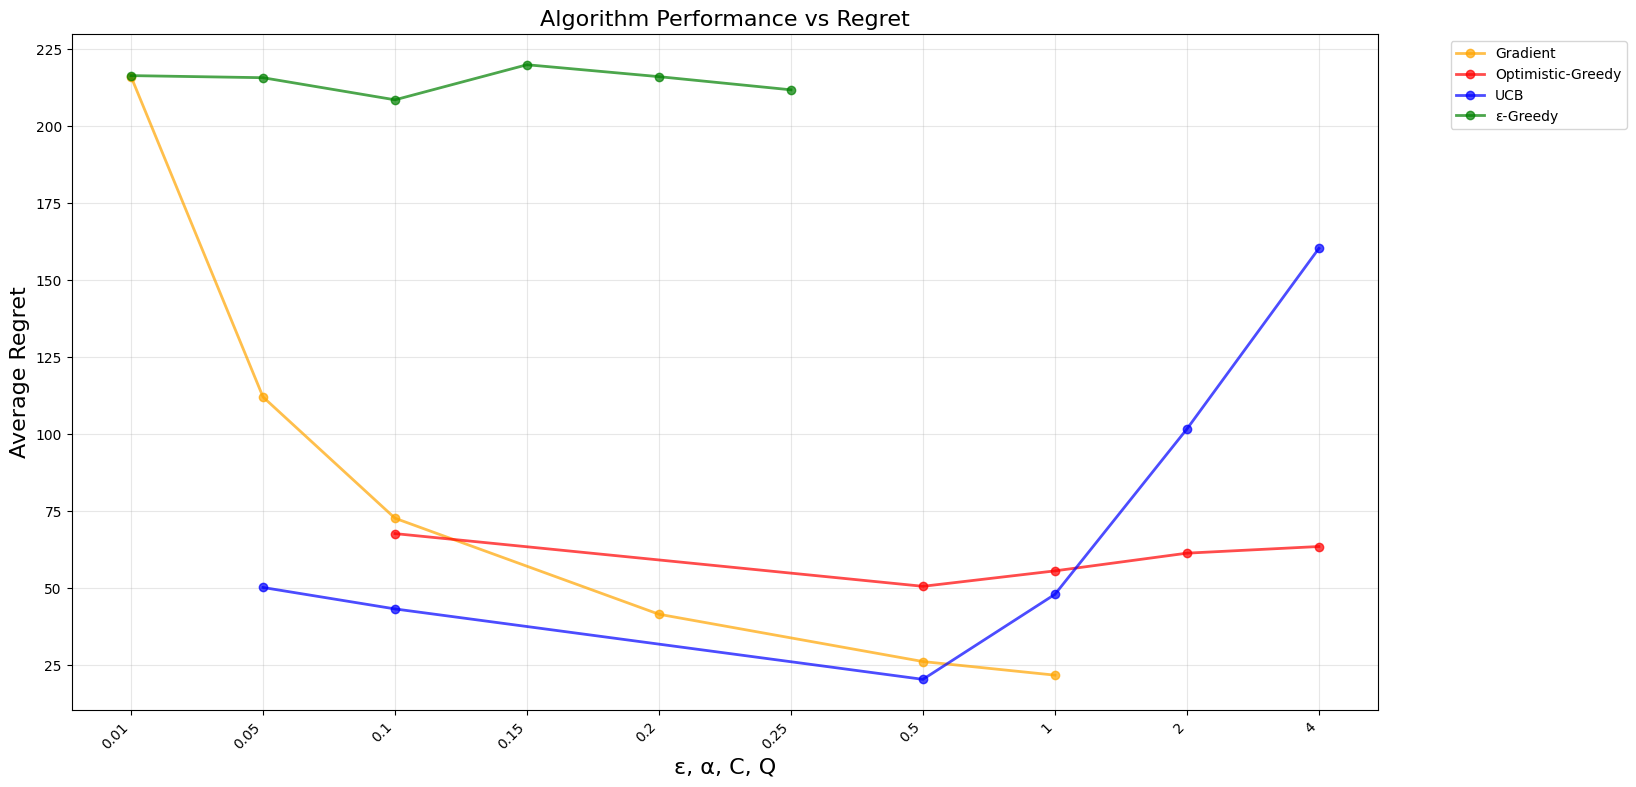 Algorithm Performance vs Regret
Average Regret
225
200
175
150
125
100
75
50
25
0.01
0.05
0.1
0.15
0.2
0.25
0.5
1
2
4
ε, α, C, Q
Gradient
Optimistic-Greedy
UCB
ε-Greedy